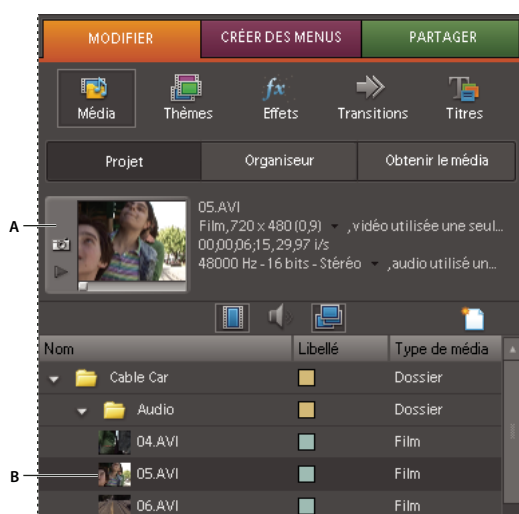 MODIFIER CRÉER DES MENUS PARTAGER
Média Thèmes fx Effets Transitions Titres
Projet Organiseur Obtenir le média
A
05.AVI
Film, 720 x 480 (0,9) , vidéo utilisée une seul...
00;00;06;15, 29,97 i/s
48000 Hz - 16 bits - Stéréo , audio utilisé un...
Nom Libellé Type de média
Cable Car Dossier
Audio Dossier
04.AVI Film
B 05.AVI Film
06.AVI Film